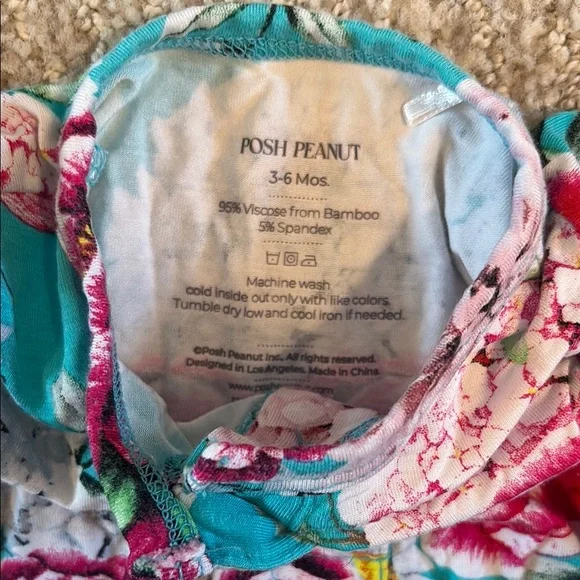 POSH PEANUT
3-6 Mos.
95% Viscose from Bamboo
5% Spandex
Machine wash
cold inside out only with like colors.
Tumble dry low and cool iron if needed.
©Posh Peanut Inc., All rights reserved.
Designed in Los Angeles. Made in China.